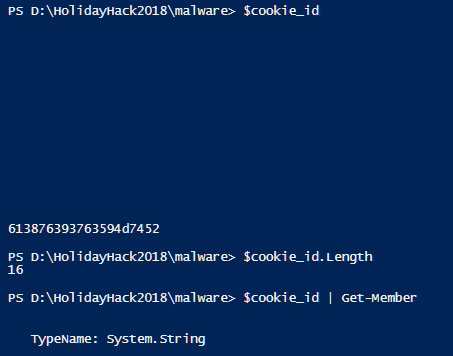 PS D:\HolidayHack2018\malware> $cookie_id
613876393763594d7452
PS D:\HolidayHack2018\malware> $cookie_id.Length
16
PS D:\HolidayHack2018\malware> $cookie_id | Get-Member
TypeName: System.String